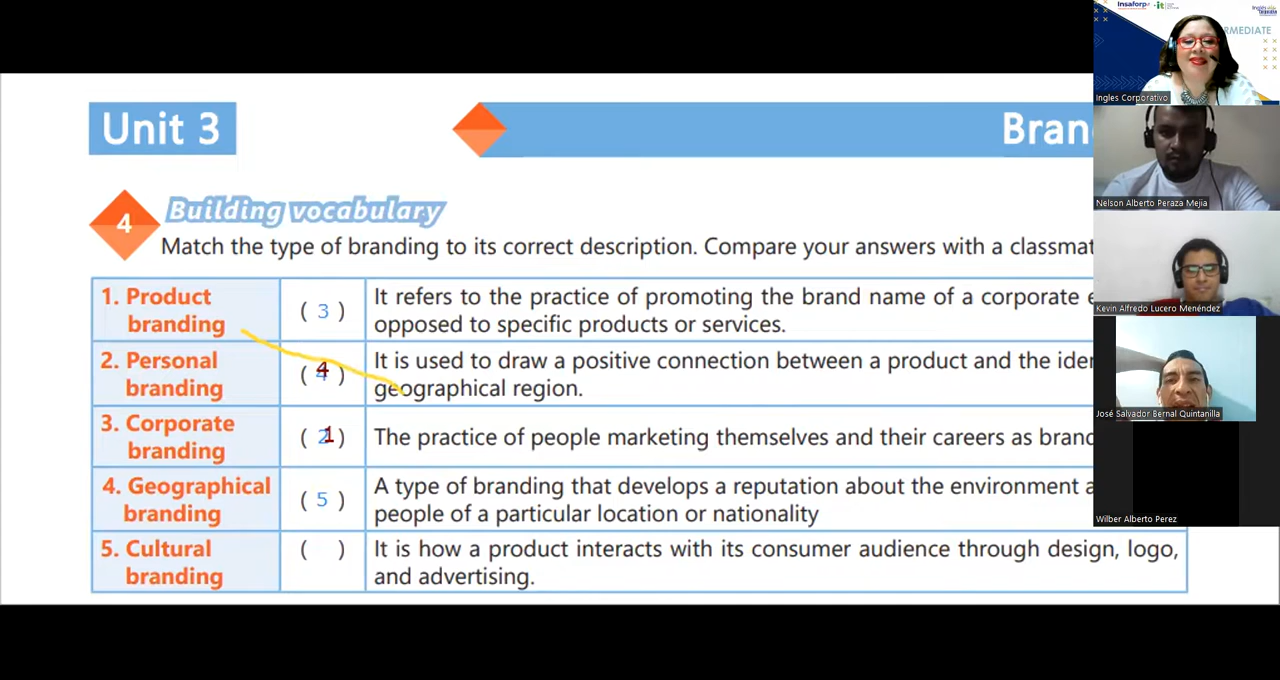 Insaforp
it
RMEDIATE
Ingles Corporativo
Unit 3
Bran
Nelson Alberto Peraza Mejia
4
Building vocabulary
Match the type of branding to its correct description. Compare your answers with a classmat
1. Product branding
( 3 )
It refers to the practice of promoting the brand name of a corporate e
opposed to specific products or services.
Kevin Alfredo Lucero Menéndez
2. Personal branding
( 4 )
It is used to draw a positive connection between a product and the iden
geographical region.
José Salvador Bernal Quintanilla
3. Corporate branding
( 2 1 )
The practice of people marketing themselves and their careers as brand
4. Geographical branding
( 5 )
A type of branding that develops a reputation about the environment a
people of a particular location or nationality
Wilber Alberto Perez
5. Cultural branding
( )
It is how a product interacts with its consumer audience through design, logo,
and advertising.